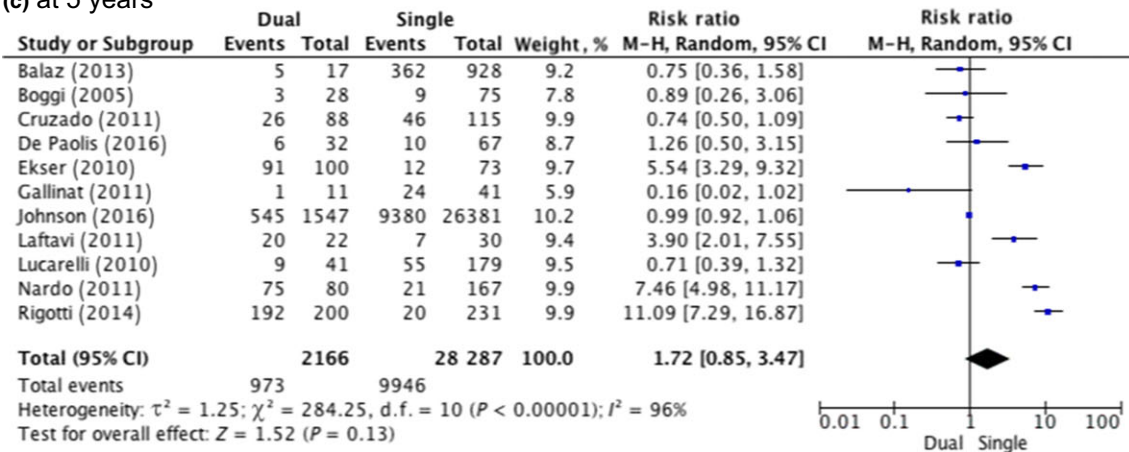 (c) at 5 years
Dual Single Risk ratio Risk ratio
Study or Subgroup Events Total Events Total Weight, % M-H, Random, 95% CI M-H, Random, 95% CI
Balaz (2013) 5 17 362 928 9.2 0.75 [0.36, 1.58]
Boggi (2005) 3 28 9 75 7.8 0.89 [0.26, 3.06]
Cruzado (2011) 26 88 46 115 9.9 0.74 [0.50, 1.09]
De Paolis (2016) 6 32 10 67 8.7 1.26 [0.50, 3.15]
Ekser (2010) 91 100 12 73 9.7 5.54 [3.29, 9.32]
Gallinat (2011) 1 11 24 41 5.9 0.16 [0.02, 1.02]
Johnson (2016) 545 1547 9380 26381 10.2 0.99 [0.92, 1.06]
Laftavi (2011) 20 22 7 30 9.4 3.90 [2.01, 7.55]
Lucarelli (2010) 9 41 55 179 9.5 0.71 [0.39, 1.32]
Nardo (2011) 75 80 21 167 9.9 7.46 [4.98, 11.17]
Rigotti (2014) 192 200 20 231 9.9 11.09 [7.29, 16.87]
Total (95% CI) 2166 28 287 100.0 1.72 [0.85, 3.47]
Total events 973 9946
Heterogeneity: τ² = 1.25; χ² = 284.25, d.f. = 10 (P < 0.00001); I² = 96%
Test for overall effect: Z = 1.52 (P = 0.13)
0.01 0.1 1 10 100
Dual Single